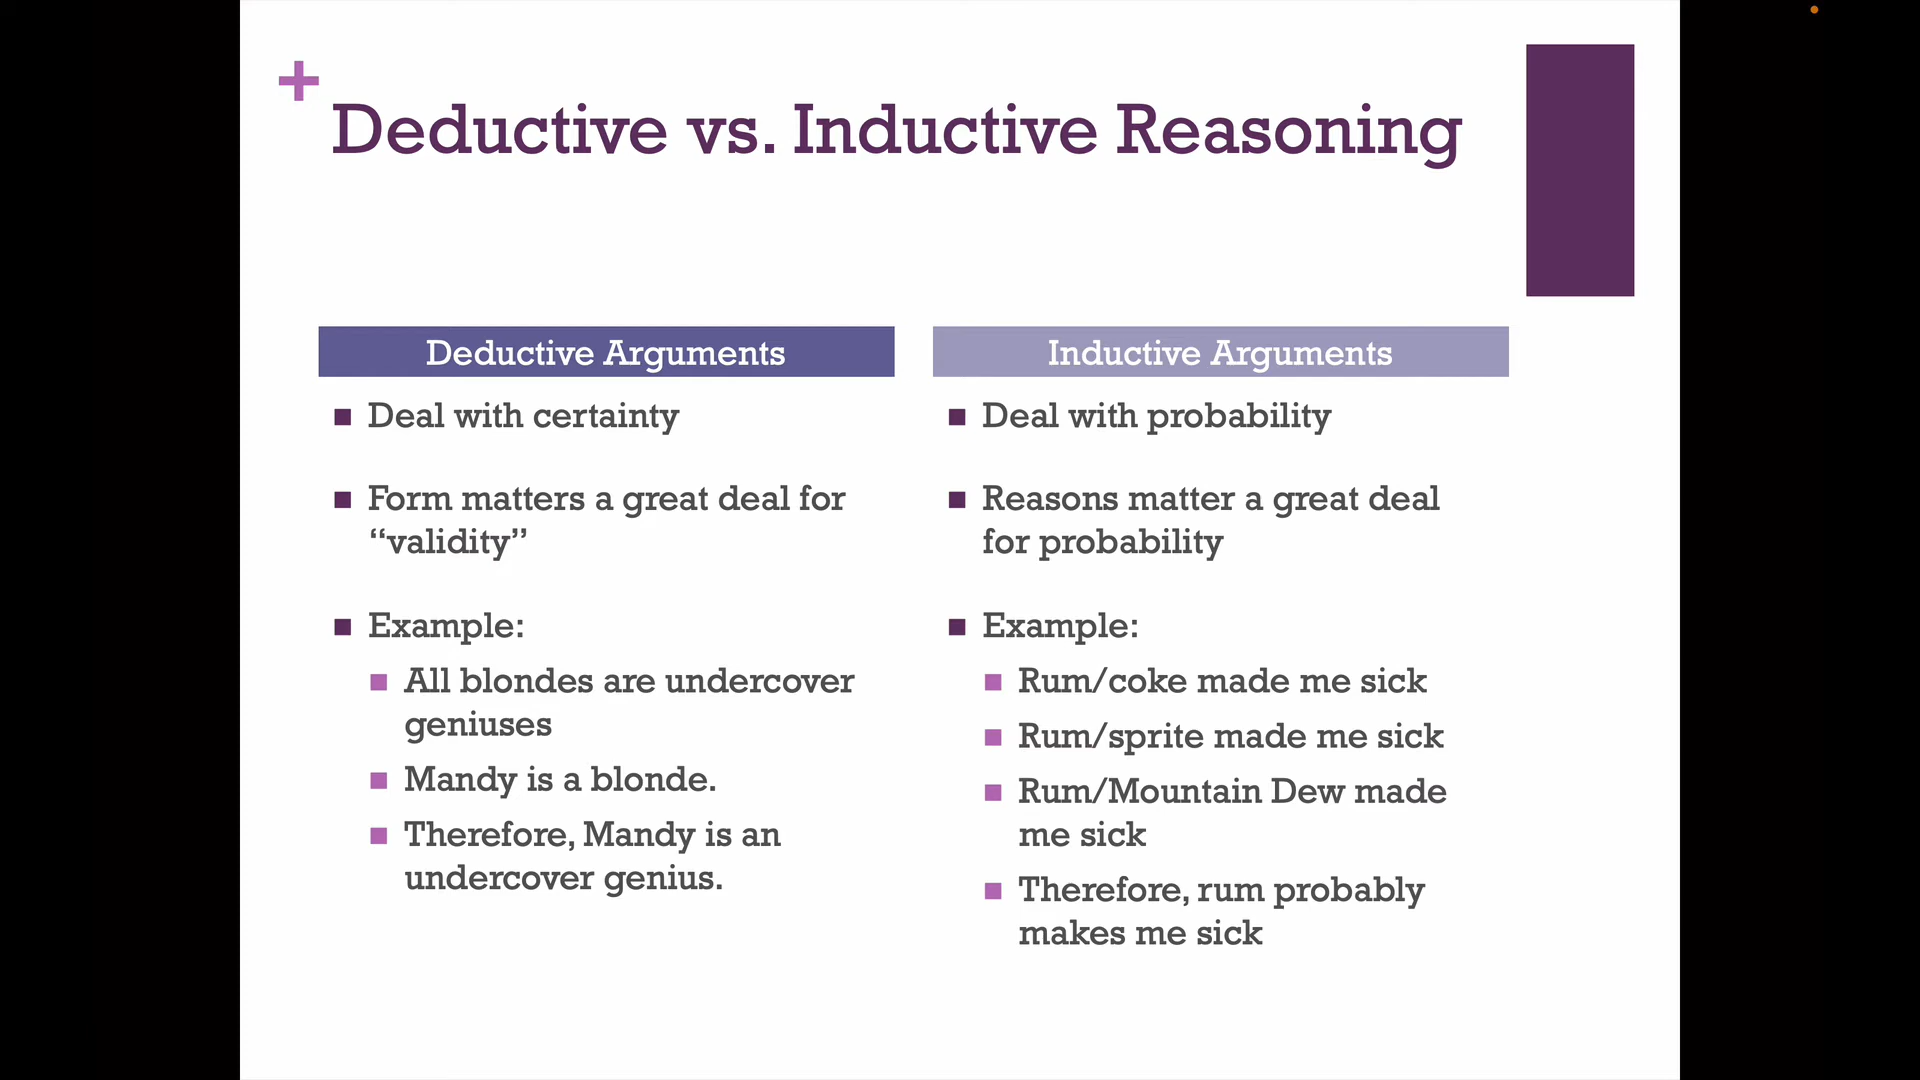 Deductive vs. Inductive Reasoning
Deductive Arguments
Deal with certainty
Form matters a great deal for
“validity”
Example:
All blondes are undercover
geniuses
Mandy is a blonde.
Therefore, Mandy is an
undercover genius.
Inductive Arguments
Deal with probability
Reasons matter a great deal
for probability
Example:
Rum/coke made me sick
Rum/sprite made me sick
Rum/Mountain Dew made
me sick
Therefore, rum probably
makes me sick